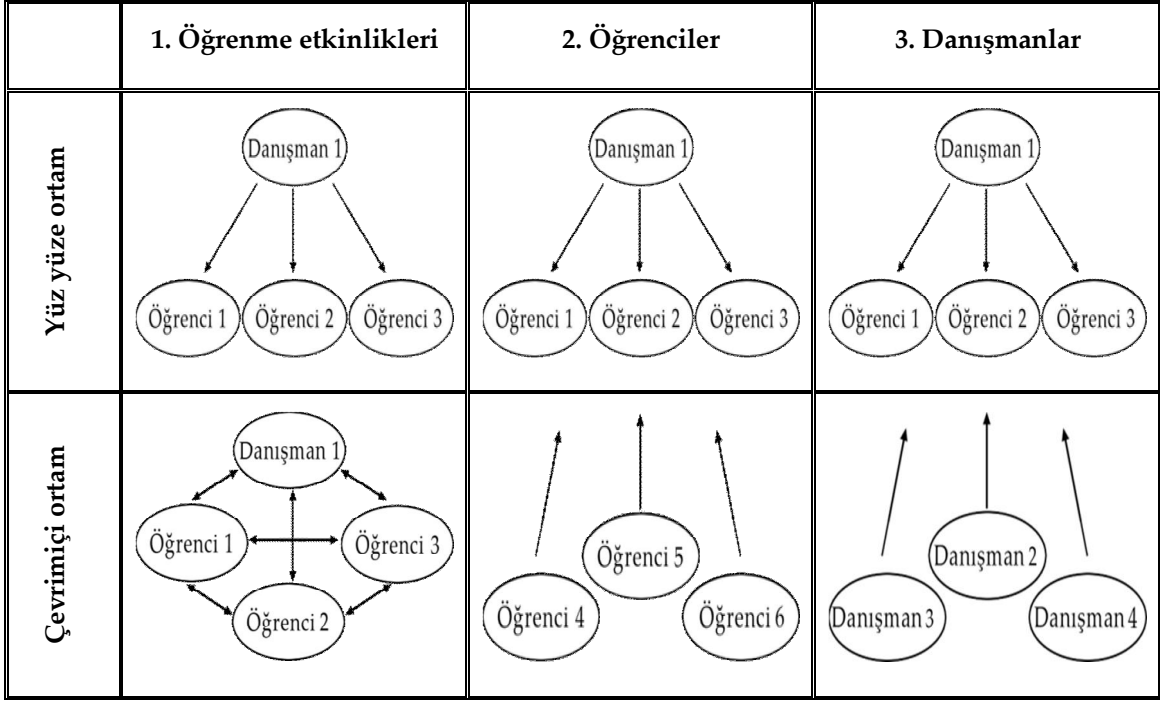 1. Öğrenme etkinlikleri
2. Öğrenciler
3. Danışmanlar
Yüz yüze ortam
Danışman 1
Öğrenci 1
Öğrenci 2
Öğrenci 3
Danışman 1
Öğrenci 1
Öğrenci 2
Öğrenci 3
Danışman 1
Öğrenci 1
Öğrenci 2
Öğrenci 3
Çevrimiçi ortam
Danışman 1
Öğrenci 1
Öğrenci 3
Öğrenci 2
Öğrenci 5
Öğrenci 4
Öğrenci 6
Danışman 2
Danışman 3
Danışman 4